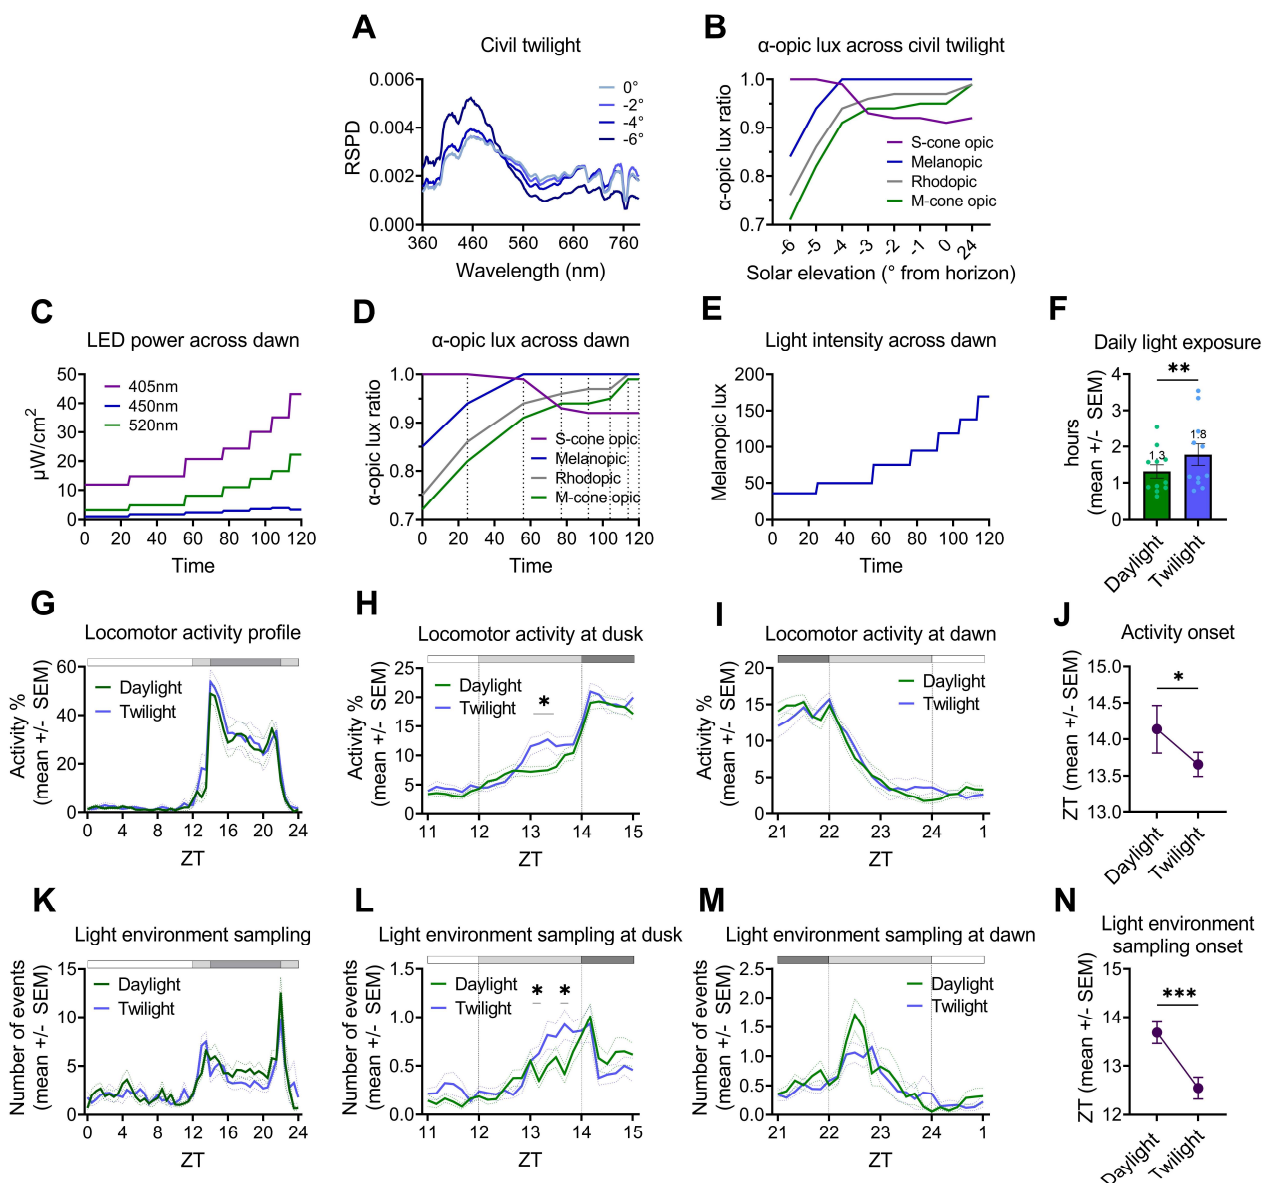 A
Civil twilight
RSPD
0.006
0.004
0.002
0.000
0°
-2°
-4°
-6°
360 460 560 660 760
Wavelength (nm)
B
α-opic lux across civil twilight
α-opic lux ratio
1.0
0.9
0.8
0.7
S-cone opic
Melanopic
Rhodopic
M-cone opic
-6 -5 -4 -3 -2 -1 0 24
Solar elevation (° from horizon)
C
LED power across dawn
µW/cm²
50
40
30
20
10
0
405nm
450nm
520nm
0 20 40 60 80 100 120
Time
D
α-opic lux across dawn
α-opic lux ratio
1.0
0.9
0.8
0.7
S-cone opic
Melanopic
Rhodopic
M-cone opic
0 20 40 60 80 100 120
Time
E
Light intensity across dawn
Melanopic lux
200
150
100
50
0
0 20 40 60 80 100 120
Time
F
Daily light exposure
hours
(mean +/- SEM)
4
3
2
1
0
**
1.3
1.8
Daylight
Twilight
G
Locomotor activity profile
Activity %
(mean +/- SEM)
60
40
20
0
Daylight
Twilight
0 4 8 12 16 20 24
ZT
H
Locomotor activity at dusk
Activity %
(mean +/- SEM)
25
20
15
10
5
0
Daylight
Twilight
*
11 12 13 14 15
ZT
I
Locomotor activity at dawn
Activity %
(mean +/- SEM)
20
15
10
5
0
Daylight
Twilight
21 22 23 24 1
ZT
J
Activity onset
ZT (mean +/- SEM)
15.0
14.5
14.0
13.5
13.0
*
Daylight
Twilight
K
Light environment sampling
Number of events
(mean +/- SEM)
15
10
5
0
Daylight
Twilight
0 4 8 12 16 20 24
ZT
L
Light environment sampling at dusk
Number of events
(mean +/- SEM)
1.5
1.0
0.5
0.0
Daylight
Twilight
* *
11 12 13 14 15
ZT
M
Light environment sampling at dawn
Number of events
(mean +/- SEM)
2.5
2.0
1.5
1.0
0.5
0.0
Daylight
Twilight
21 22 23 24 1
ZT
N
Light environment
sampling onset
ZT (mean +/- SEM)
15
14
13
12
***
Daylight
Twilight